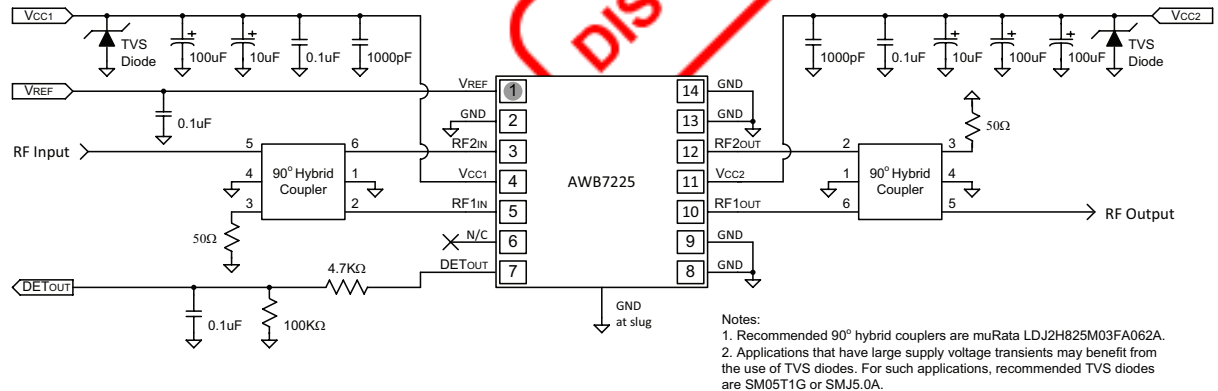 VCC1
VCC2
TVS
Diode
100uF
10uF
0.1uF
1000pF
1000pF
0.1uF
10uF
100uF
100uF
TVS
Diode
DIS
VREF
0.1uF
VREF
1
GND
2
RF2IN
3
VCC1
4
RF1IN
5
N/C
6
DETOUT
7
AWB7225
14
GND
13
GND
12
RF2OUT
11
VCC2
10
RF1OUT
9
GND
8
GND
RF Input
5
6
4
90° Hybrid
Coupler
1
3
2
50Ω
2
3
50Ω
1
90° Hybrid
Coupler
4
6
5
RF Output
DETOUT
4.7KΩ
0.1uF
100KΩ
GND
at slug
Notes:
1. Recommended 90° hybrid couplers are muRata LDJ2H825M03FA062A.
2. Applications that have large supply voltage transients may benefit from
the use of TVS diodes. For such applications, recommended TVS diodes
are SM05T1G or SMJ5.0A.